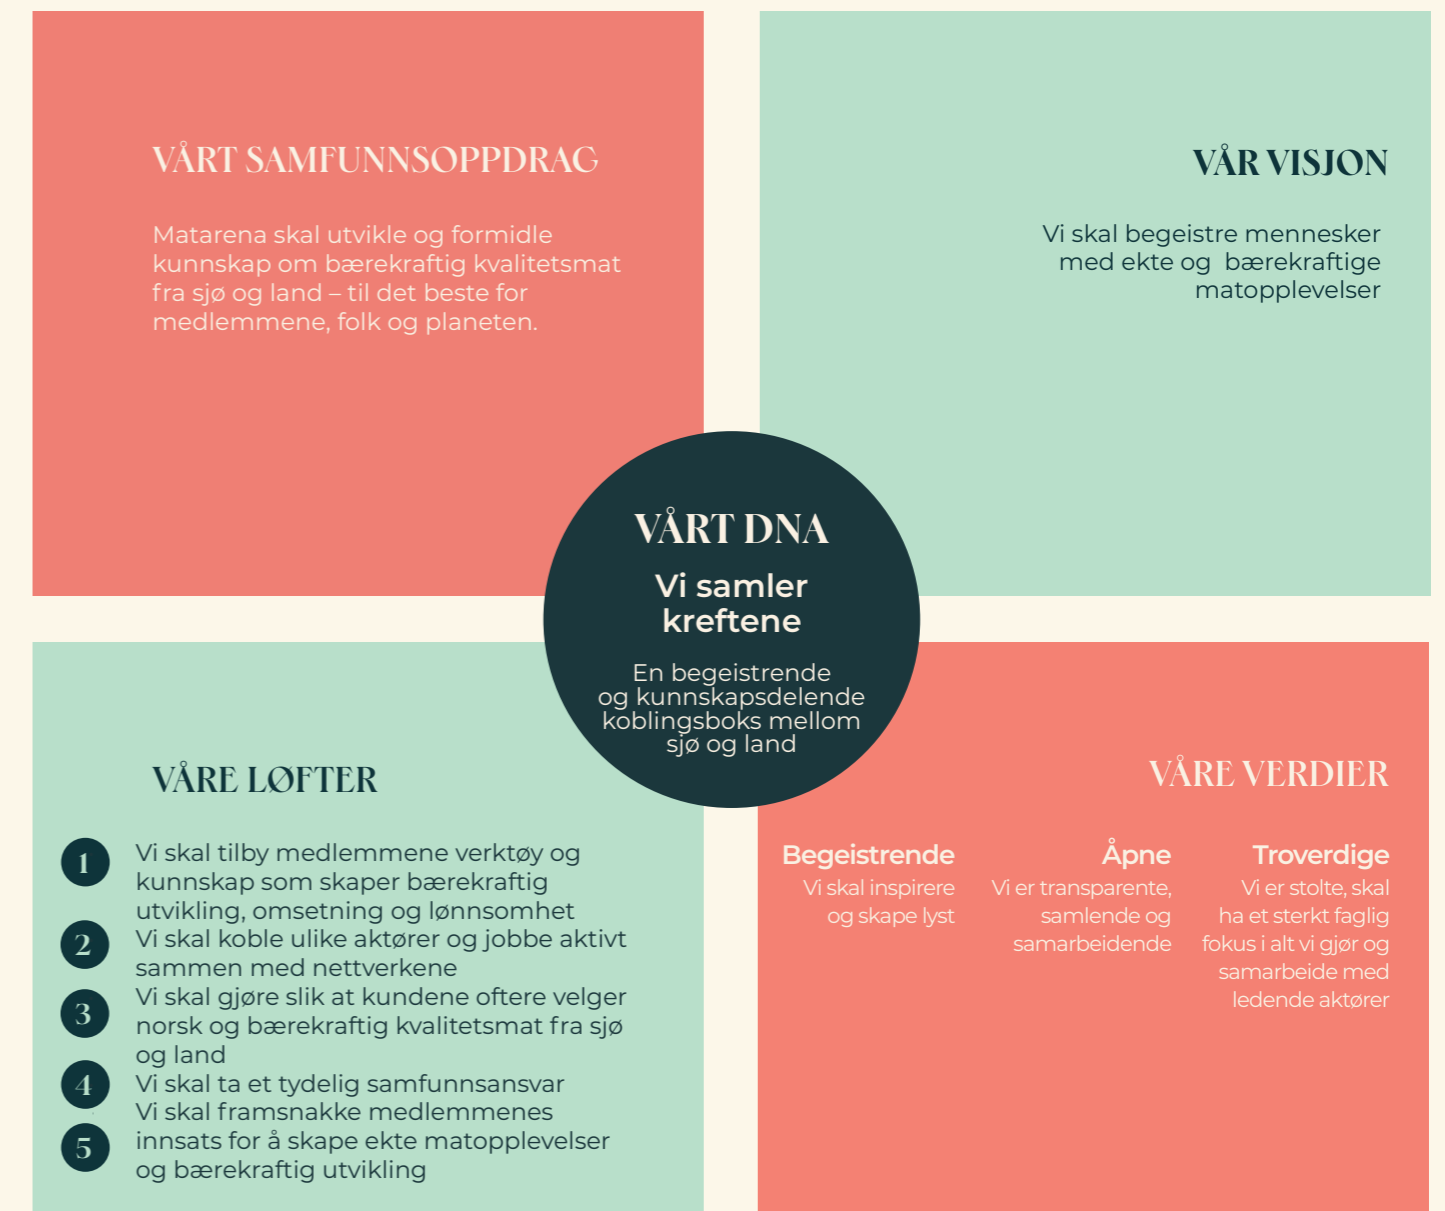 VÅRT SAMFUNNSOPPDRAG
Matarena skal utvikle og formidle
kunnskap om bærekraftig kvalitetsmat
fra sjø og land – til det beste for
medlemmene, folk og planeten.
VÅR VISJON
Vi skal begeistre mennesker
med ekte og  bærekraftige
matopplevelser
VÅRT DNA
Vi samler
kreftene
En begeistrende
og kunnskapsdelende
koblingsboks mellom
sjø og land
VÅRE LØFTER
1
Vi skal tilby medlemmene verktøy og
kunnskap som skaper bærekraftig
utvikling, omsetning og lønnsomhet
2
Vi skal koble ulike aktører og jobbe aktivt
sammen med nettverkene
3
Vi skal gjøre slik at kundene oftere velger
norsk og bærekraftig kvalitetsmat fra sjø
og land
4
Vi skal ta et tydelig samfunnsansvar
5
Vi skal framsnakke medlemmenes
innsats for å skape ekte matopplevelser
og bærekraftig utvikling
VÅRE VERDIER
Begeistrende
Vi skal inspirere
og skape lyst
Åpne
Vi er transparente,
samlende og
samarbeidende
Troverdige
Vi er stolte, skal
ha et sterkt faglig
fokus i alt vi gjør og
samarbeide med
ledende aktører